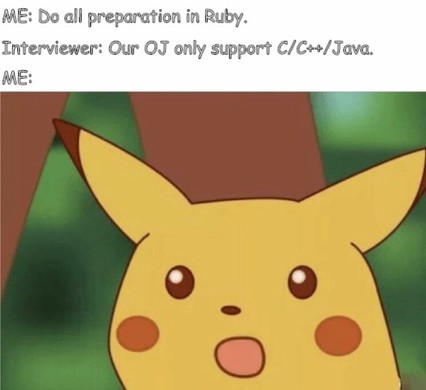 ME: Do all preparation in Ruby.
Interviewer: Our OJ only support C/C++/Java.
ME: